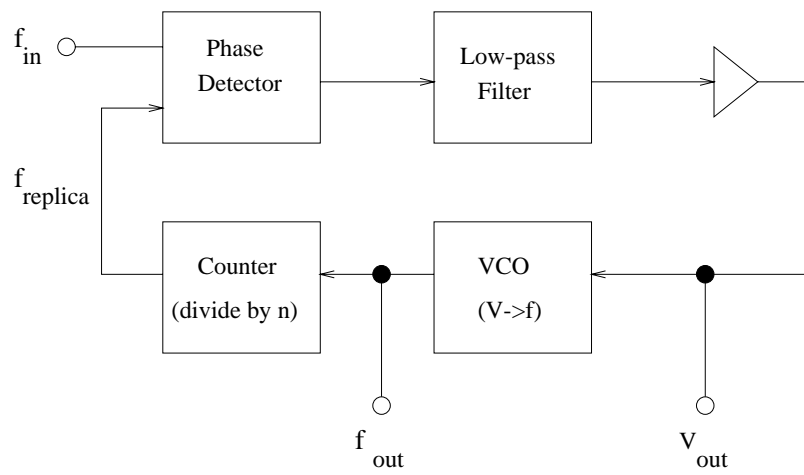 f in
Phase
Detector
Low-pass
Filter
f replica
Counter
(divide by n)
VCO
(V->f)
f out
V out